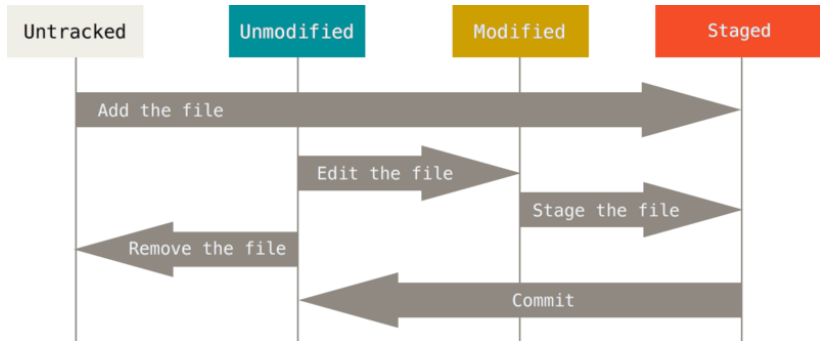 Untracked
Unmodified
Modified
Staged
Add the file
Edit the file
Stage the file
Remove the file
Commit